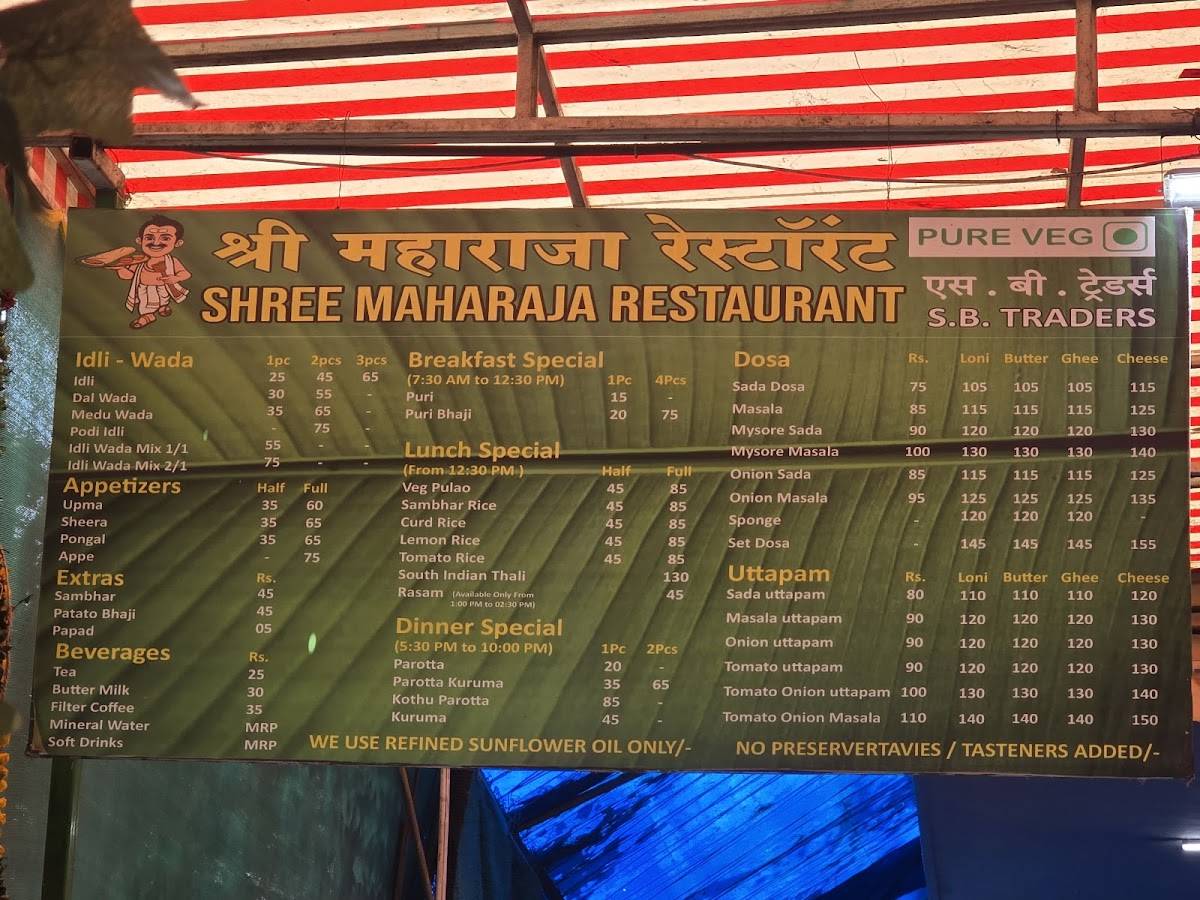 श्री महाराजा रेस्टॉरंट
SHREE MAHARAJA RESTAURANT
PURE VEG
एस . बी . ट्रेडर्स
S.B. TRADERS
Idli - Wada 1pc 2pcs 3pcs
Idli 25 45 65
Dal Wada 30 55 -
Medu Wada 35 65 -
Podi Idli - 75 -
Idli Wada Mix 1/1 55 - -
Idli Wada Mix 2/1 75 - -
Appetizers Half Full
Upma 35 60
Sheera 35 65
Pongal 35 65
Appe - 75
Extras Rs.
Sambhar 45
Patato Bhaji 45
Papad 05
Beverages Rs.
Tea 25
Butter Milk 30
Filter Coffee 35
Mineral Water MRP
Soft Drinks MRP
Breakfast Special
(7:30 AM to 12:30 PM) 1Pc 4Pcs
Puri 15 -
Puri Bhaji 20 75
Lunch Special
(From 12:30 PM ) Half Full
Veg Pulao 45 85
Sambhar Rice 45 85
Curd Rice 45 85
Lemon Rice 45 85
Tomato Rice 45 85
South Indian Thali 130
Rasam (Available Only From 45
1:00 PM to 02:30 PM)
Dinner Special
(5:30 PM to 10:00 PM) 1Pc 2Pcs
Parotta 20 -
Parotta Kuruma 35 65
Kothu Parotta 85 -
Kuruma 45 -
Dosa Rs. Loni Butter Ghee Cheese
Sada Dosa 75 105 105 105 115
Masala 85 115 115 115 125
Mysore Sada 90 120 120 120 130
Mysore Masala 100 130 130 130 140
Onion Sada 85 115 115 115 125
Onion Masala 95 125 125 125 135
Sponge - 120 120 120 -
Set Dosa - 145 145 145 155
Uttapam Rs. Loni Butter Ghee Cheese
Sada uttapam 80 110 110 110 120
Masala uttapam 90 120 120 120 130
Onion uttapam 90 120 120 120 130
Tomato uttapam 90 120 120 120 130
Tomato Onion uttapam 100 130 130 130 140
Tomato Onion Masala 110 140 140 140 150
WE USE REFINED SUNFLOWER OIL ONLY/-
NO PRESERVERTAVIES / TASTENERS ADDED/-